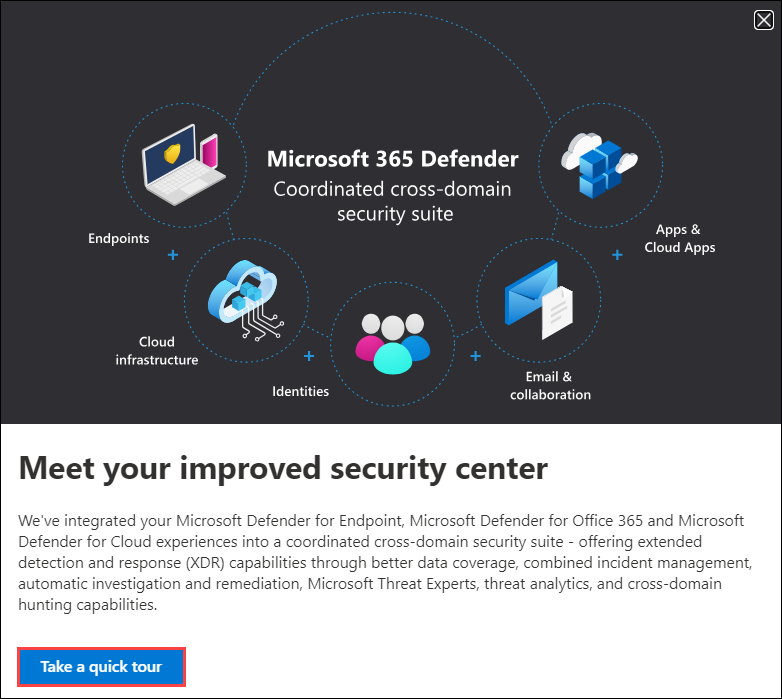 Microsoft 365 Defender
Coordinated cross-domain
security suite
Endpoints
Apps &
Cloud Apps
+
+
Cloud
infrastructure
+
+
Identities
Email &
collaboration
Meet your improved security center
We've integrated your Microsoft Defender for Endpoint, Microsoft Defender for Office 365 and Microsoft
Defender for Cloud experiences into a coordinated cross-domain security suite - offering extended
detection and response (XDR) capabilities through better data coverage, combined incident management,
automatic investigation and remediation, Microsoft Threat Experts, threat analytics, and cross-domain
hunting capabilities.
Take a quick tour